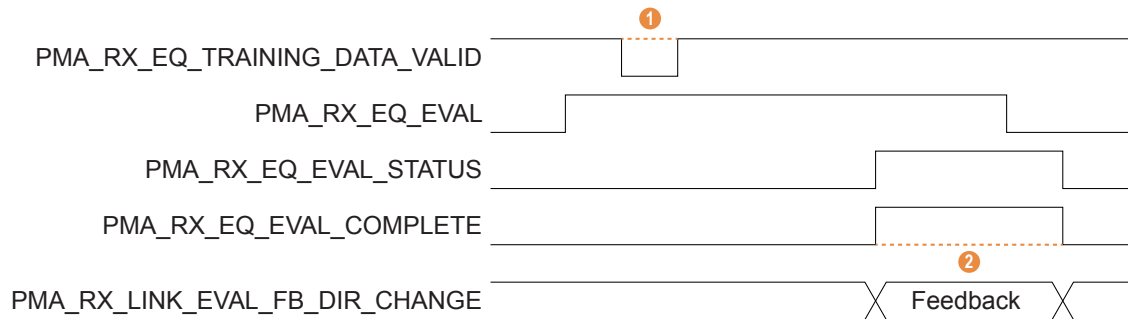 1
PMA_RX_EQ_TRAINING_DATA_VALID
PMA_RX_EQ_EVAL
PMA_RX_EQ_EVAL_STATUS
PMA_RX_EQ_EVAL_COMPLETE
2
PMA_RX_LINK_EVAL_FB_DIR_CHANGE Feedback